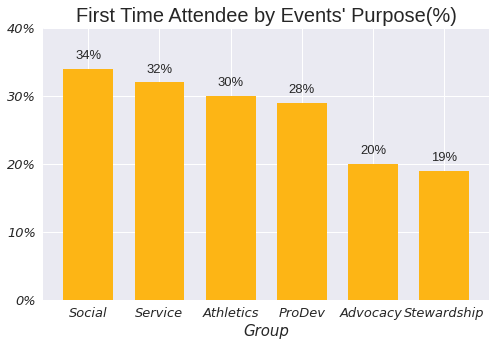 First Time Attendee by Events' Purpose(%)
40%
30%
20%
10%
0%
34%
32%
30%
28%
20%
19%
Social
Service
Athletics
ProDev
Advocacy
Stewardship
Group